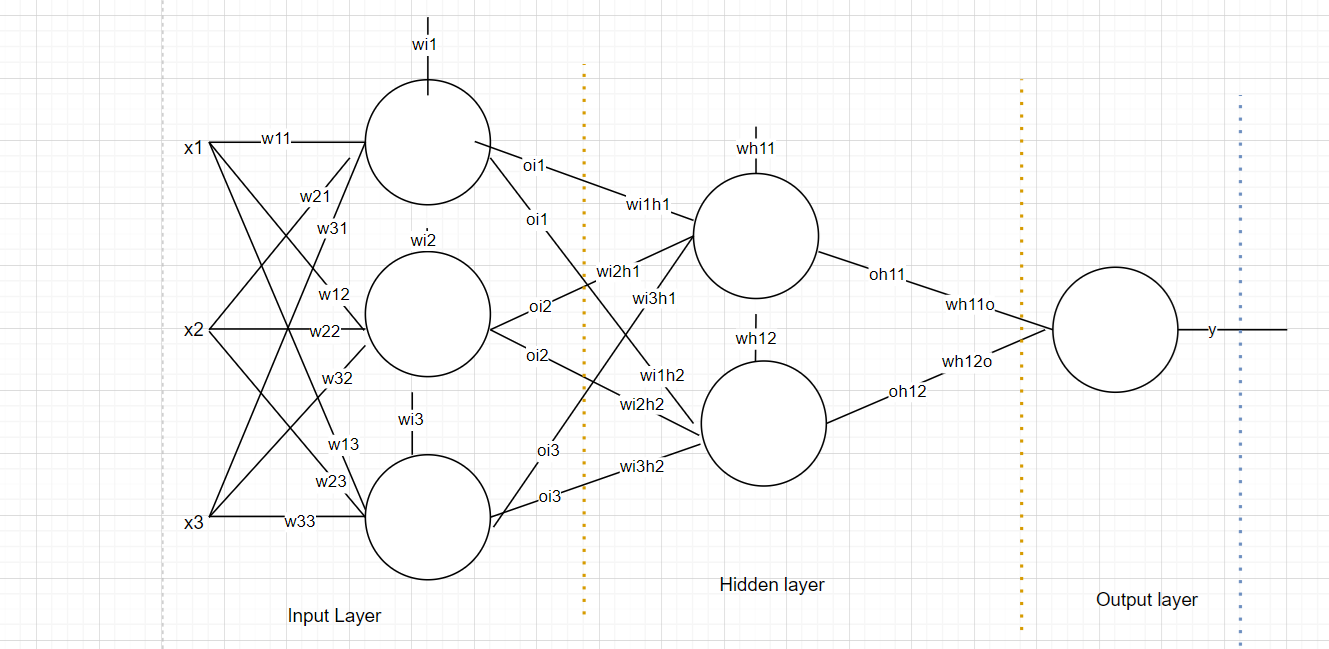 wi1
x1
w11
oi1
wh11
w21
wi1h1
w31
oi1
wi2
wi2h1
oh11
w12
wi3h1
oi2
wh11o
x2
w22
y
wh12
oi2
wh12o
w32
wi1h2
oh12
wi2h2
wi3
w13
oi3
wi3h2
w23
oi3
x3
w33
Hidden layer
Output layer
Input Layer